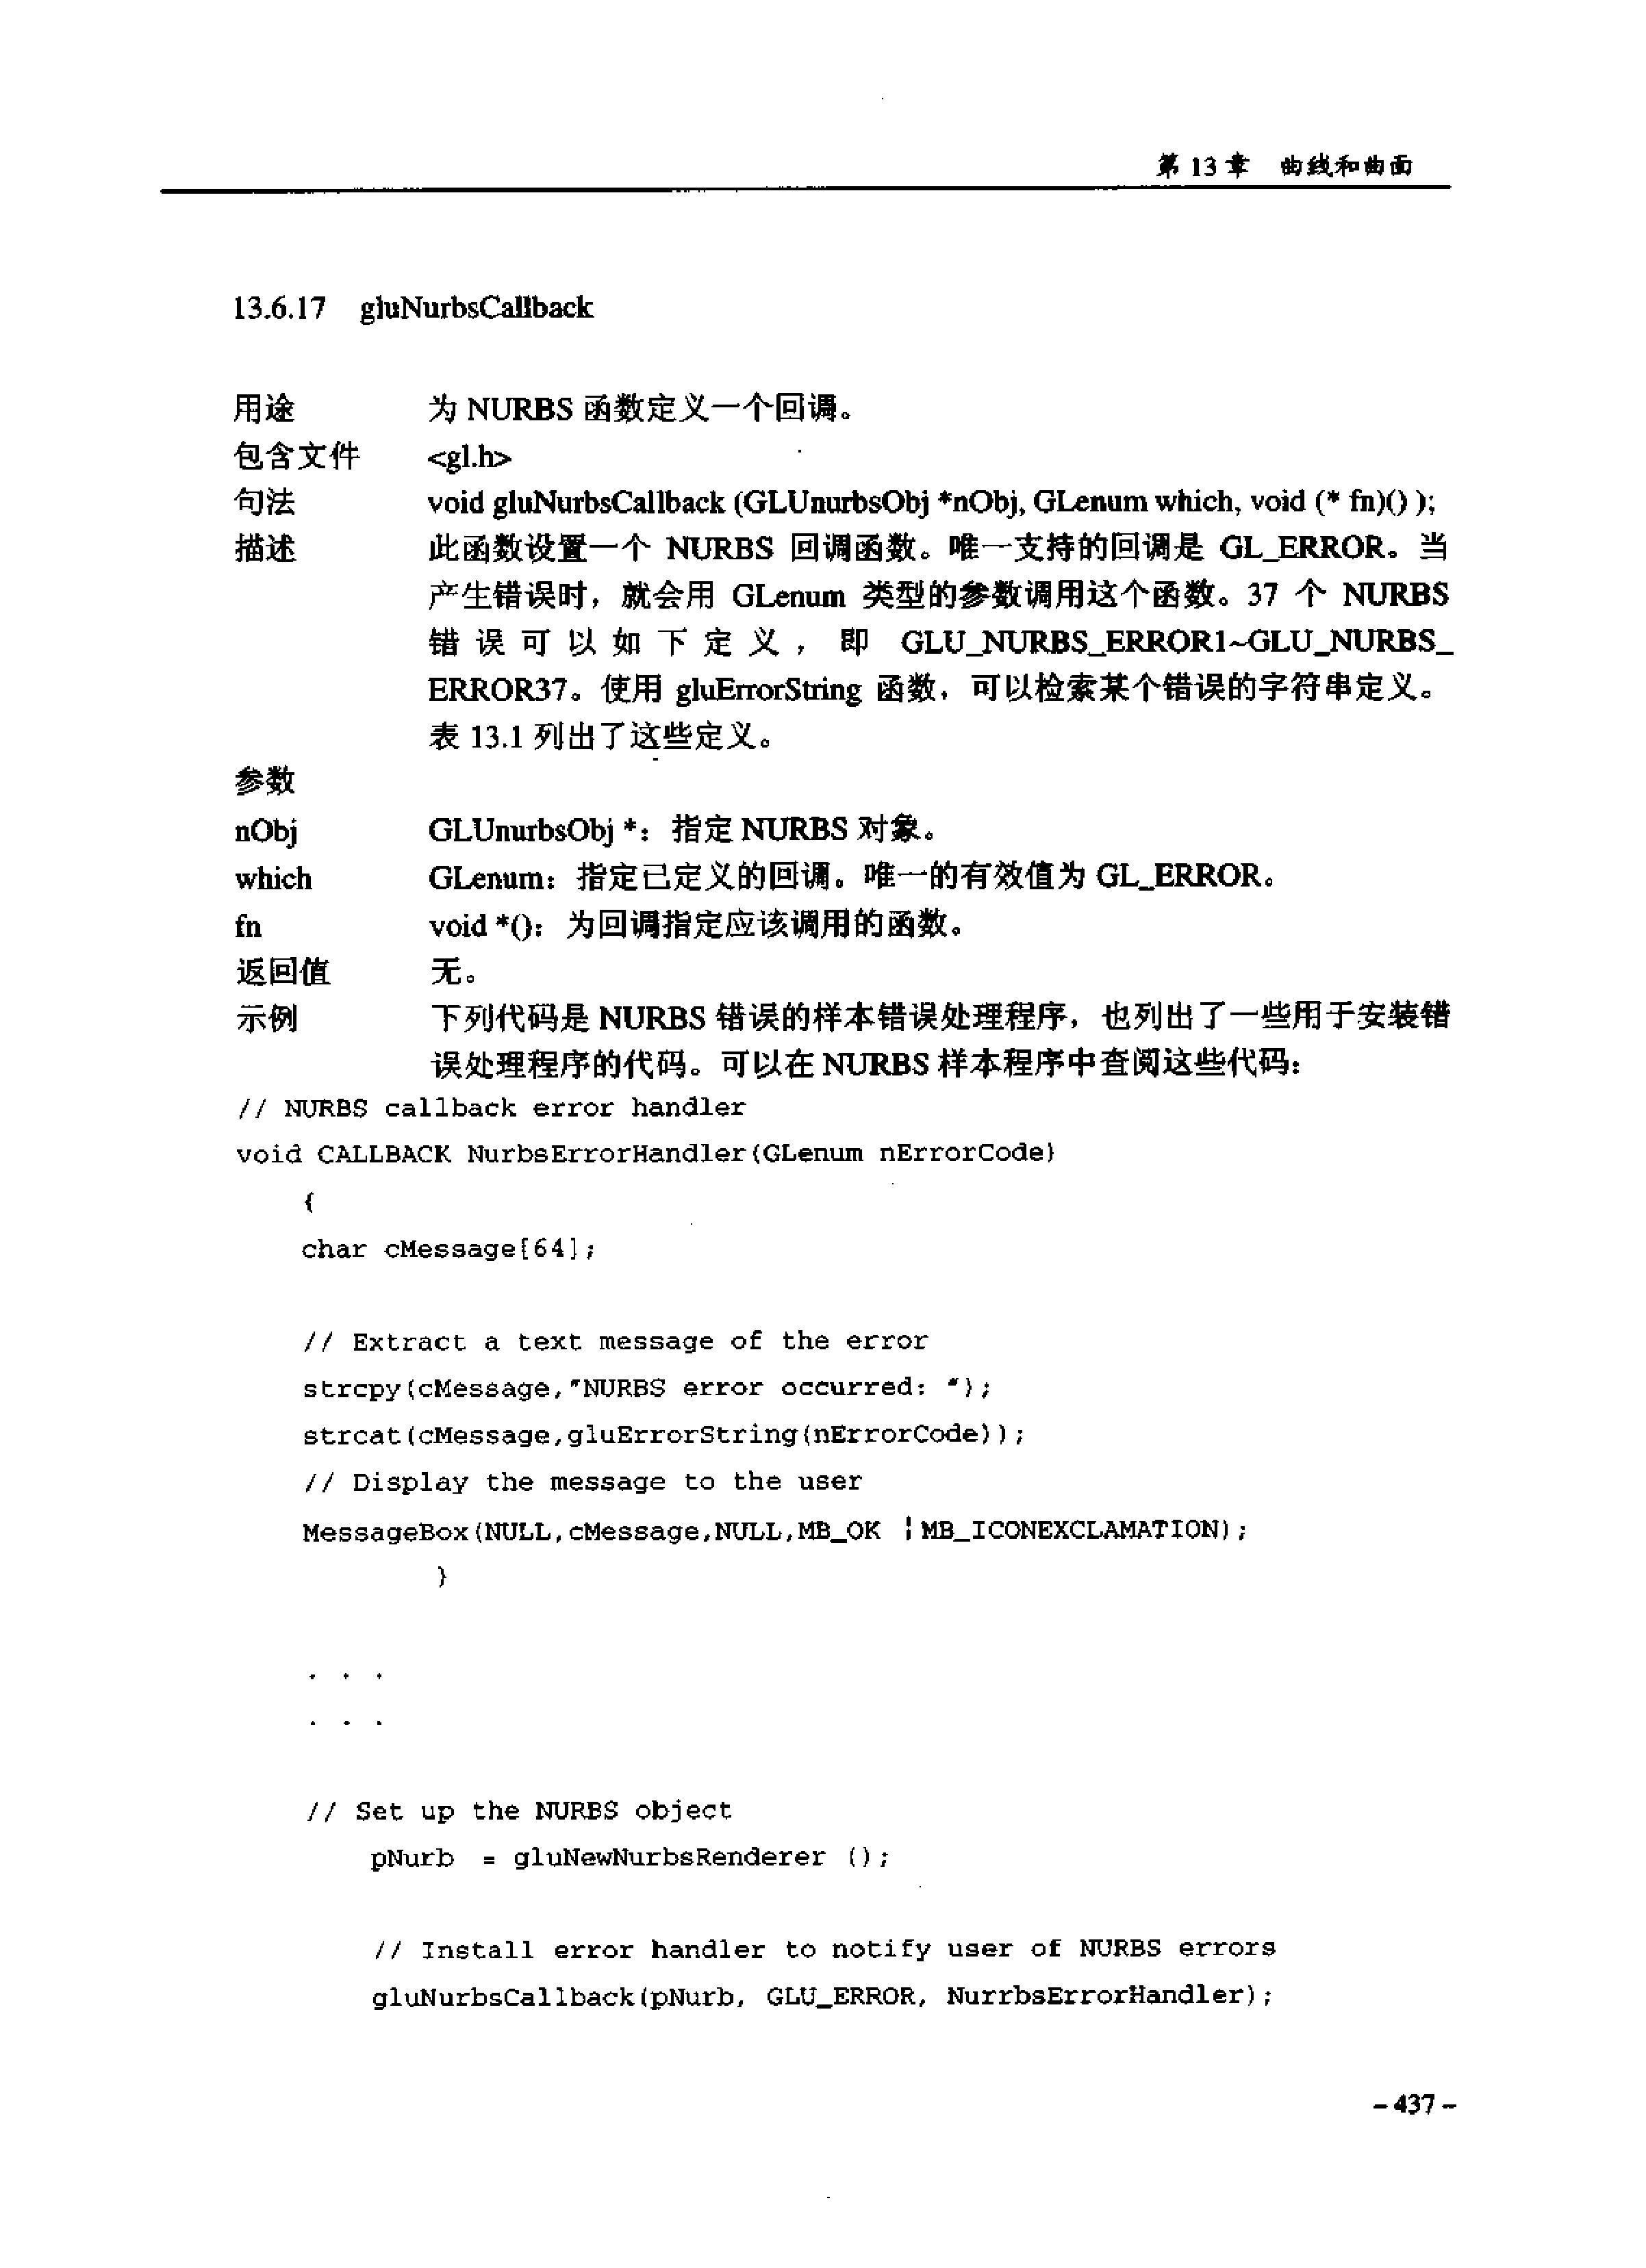 第 13 章 曲线和曲面
13.6.17 gluNurbsCallback
用途 为 NURBS 函数定义一个回调。
包含文件 <gl.h>
句法 void gluNurbsCallback (GLUnurbsObj *nObj, GLenum which, void (* fn)() );
描述 此函数设置一个 NURBS 回调函数。唯一支持的回调是 GL_ERROR。当
产生错误时，就会用 GLenum 类型的参数调用这个函数。37 个 NURBS
错误可以如下定义，即 GLU_NURBS_ERROR1~GLU_NURBS_
ERROR37。使用 gluErrorString 函数，可以检索某个错误的字符串定义。
表 13.1 列出了这些定义。
参数
nObj GLUnurbsObj *：指定 NURBS 对象。
which GLenum：指定已定义的回调。唯一的有效值为 GL_ERROR。
fn void *()：为回调指定应该调用的函数。
返回值 无。
示例 下列代码是 NURBS 错误的样本错误处理程序，也列出了一些用于安装错
误处理程序的代码。可以在 NURBS 样本程序中查阅这些代码：
// NURBS callback error handler
void CALLBACK NurbsErrorHandler(GLenum nErrorCode)
{
char cMessage[64];
// Extract a text message of the error
strcpy(cMessage,"NURBS error occurred: ");
strcat(cMessage,gluErrorString(nErrorCode));
// Display the message to the user
MessageBox(NULL,cMessage,NULL,MB_OK ¦ MB_ICONEXCLAMATION);
}
. . .
. . .
// Set up the NURBS object
pNurb = gluNewNurbsRenderer ();
// Install error handler to notify user of NURBS errors
gluNurbsCallback(pNurb, GLU_ERROR, NurrbsErrorHandler);
– 437 –